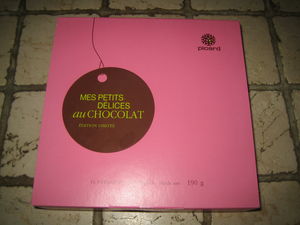 picard
MES PETITS
DÉLICES
au CHOCOLAT
ÉDITION LIMITÉE
190 g